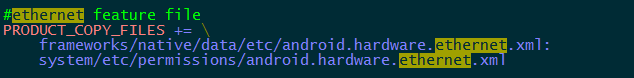 #ethernet feature file
PRODUCT_COPY_FILES += \
frameworks/native/data/etc/android.hardware.ethernet.xml:
system/etc/permissions/android.hardware.ethernet.xml